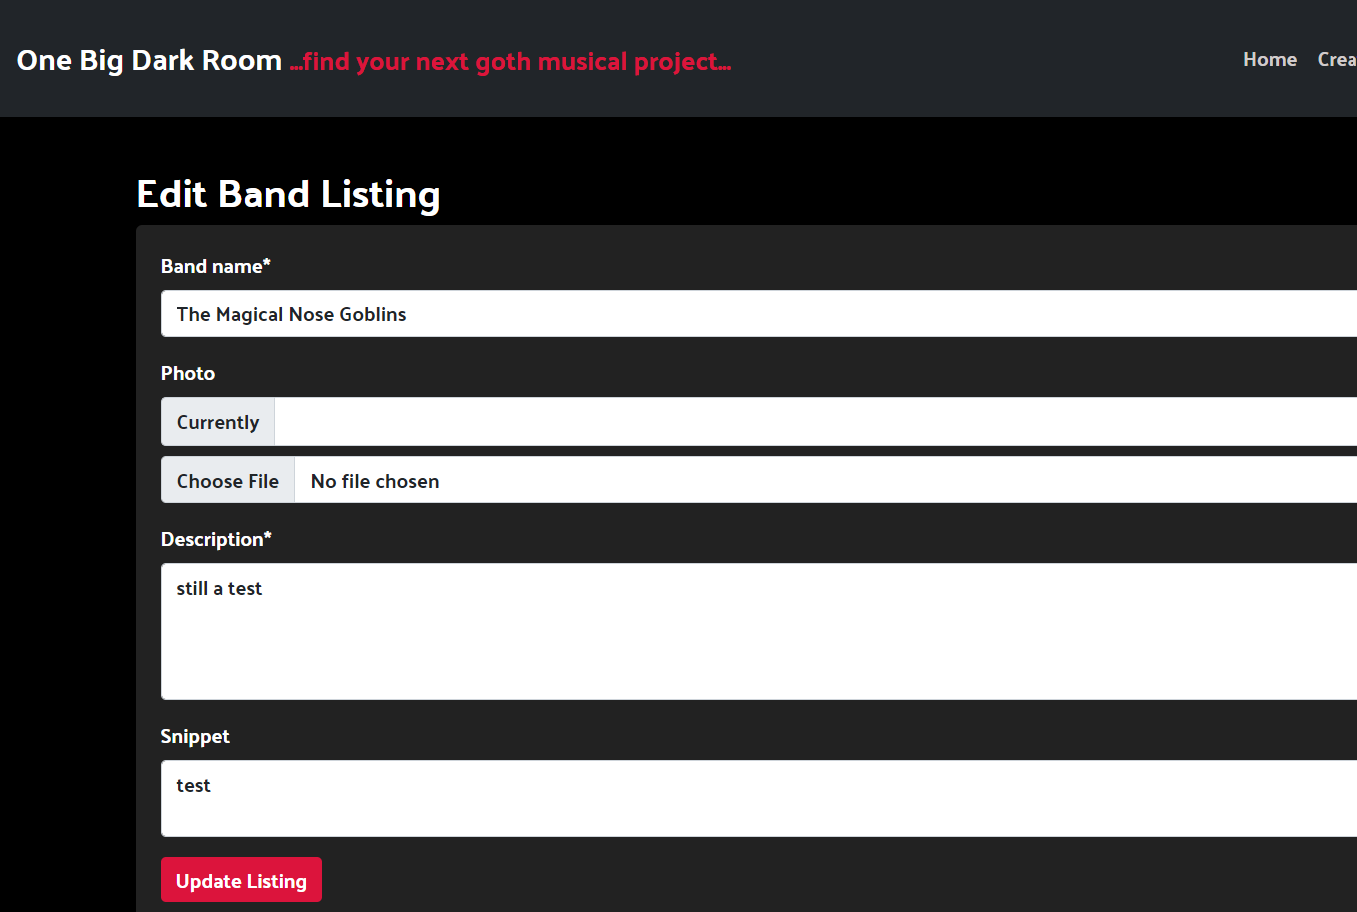 One Big Dark Room ...find your next goth musical project...
Home Crea
Edit Band Listing
Band name*
The Magical Nose Goblins
Photo
Currently
Choose File No file chosen
Description*
still a test
Snippet
test
Update Listing